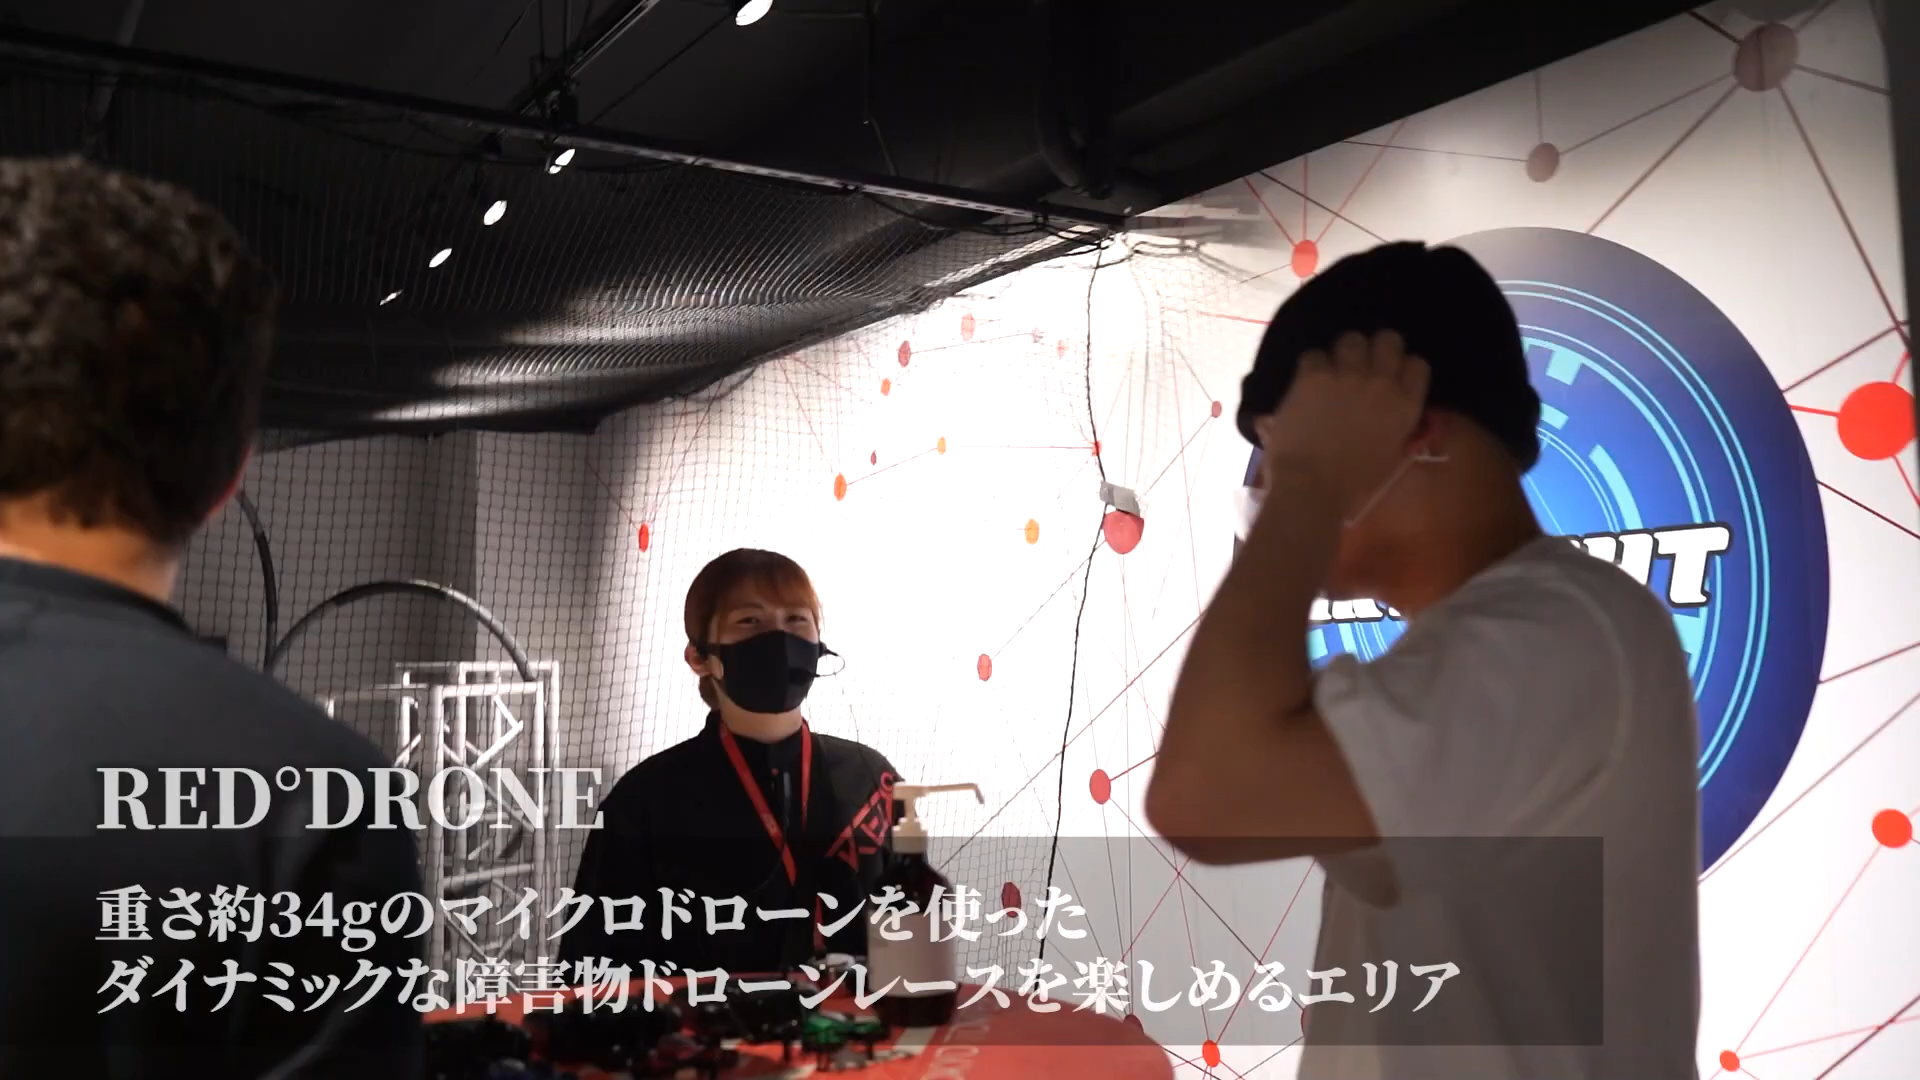 RED°DRONE
重さ約34gのマイクロドローンを使った
ダイナミックな障害物ドローンレースを楽しめるエリア